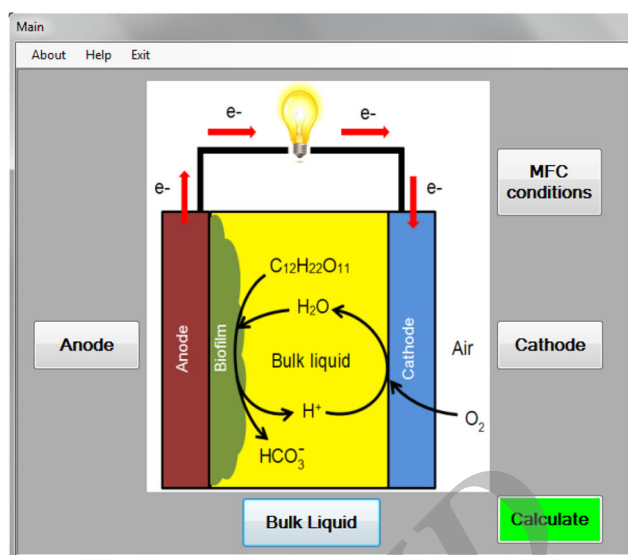 Main
About Help Exit
e- e-
MFC
conditions
e- e-
C12H22O11
H2O
Anode
Anode
Biofilm
Bulk liquid
Cathode
Air
Cathode
H+
O2
HCO3-
Bulk Liquid
Calculate